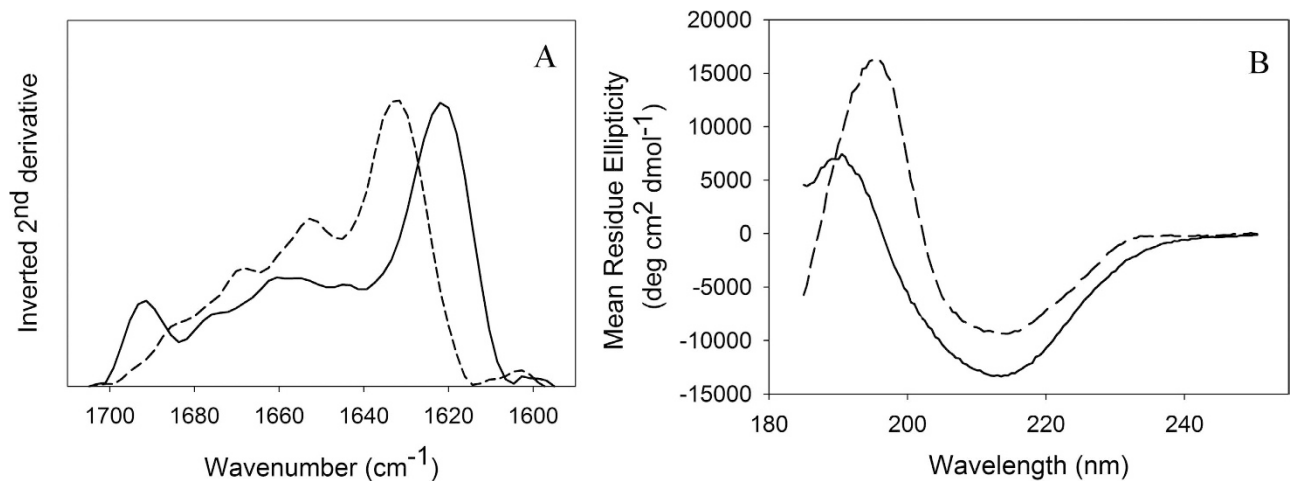 A
Inverted 2nd derivative
1700 1680 1660 1640 1620 1600
Wavenumber (cm-1)
B
Mean Residue Ellipticity
(deg cm2 dmol-1)
20000
15000
10000
5000
0
-5000
-10000
-15000
180 200 220 240
Wavelength (nm)